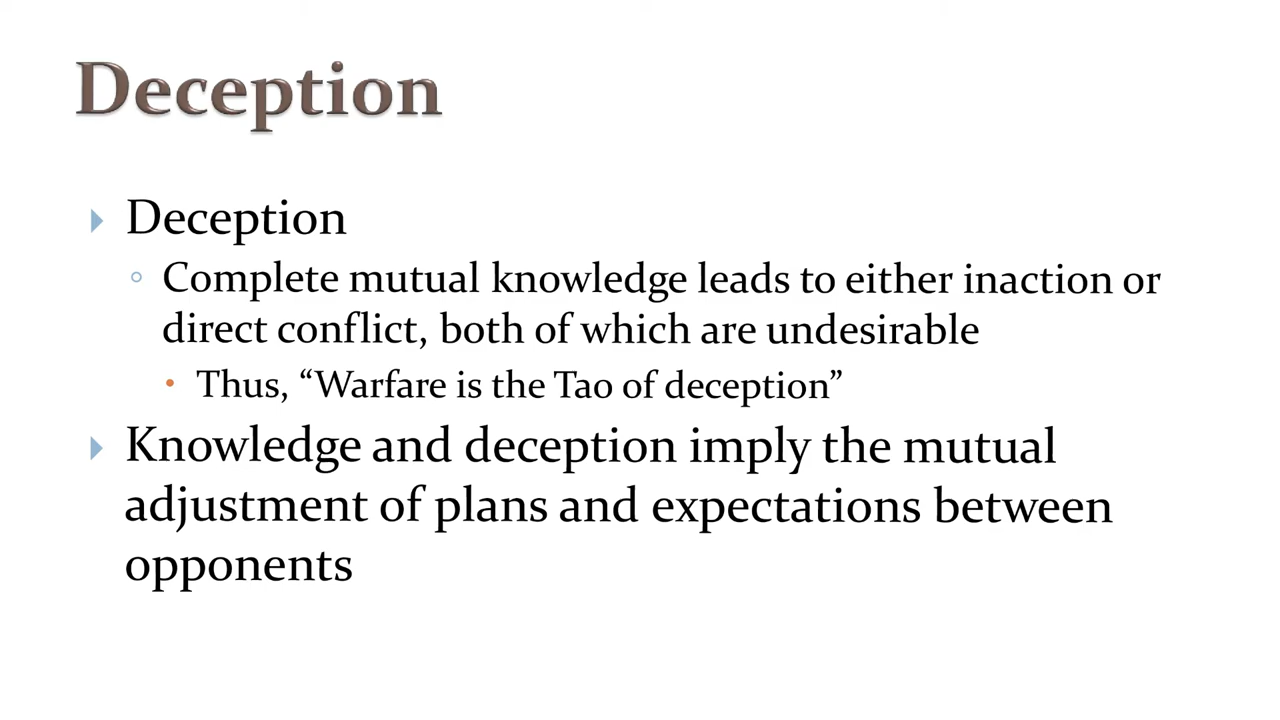 Deception
Deception
Complete mutual knowledge leads to either inaction or
direct conflict, both of which are undesirable
Thus, “Warfare is the Tao of deception”
Knowledge and deception imply the mutual
adjustment of plans and expectations between
opponents